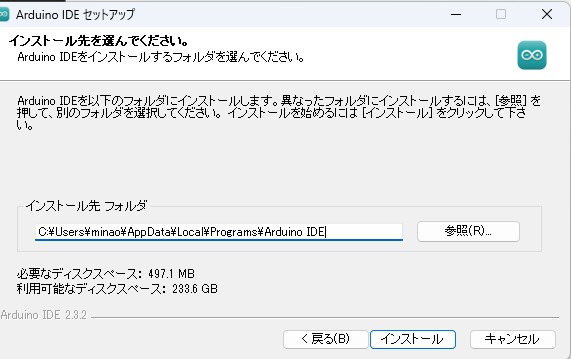 Arduino IDE セットアップ
インストール先を選んでください。
Arduino IDEをインストールするフォルダを選んでください。
Arduino IDEを以下のフォルダにインストールします。異なったフォルダにインストールするには、[参照] を
押して、別のフォルダを選択してください。 インストールを始めるには [インストール] をクリックして下さ
い。
インストール先 フォルダ
C:¥Users¥minao¥AppData¥Local¥Programs¥Arduino IDE
参照(R)...
必要なディスクスペース: 497.1 MB
利用可能なディスクスペース: 233.6 GB
Arduino IDE 2.3.2
< 戻る(B)
インストール
キャンセル